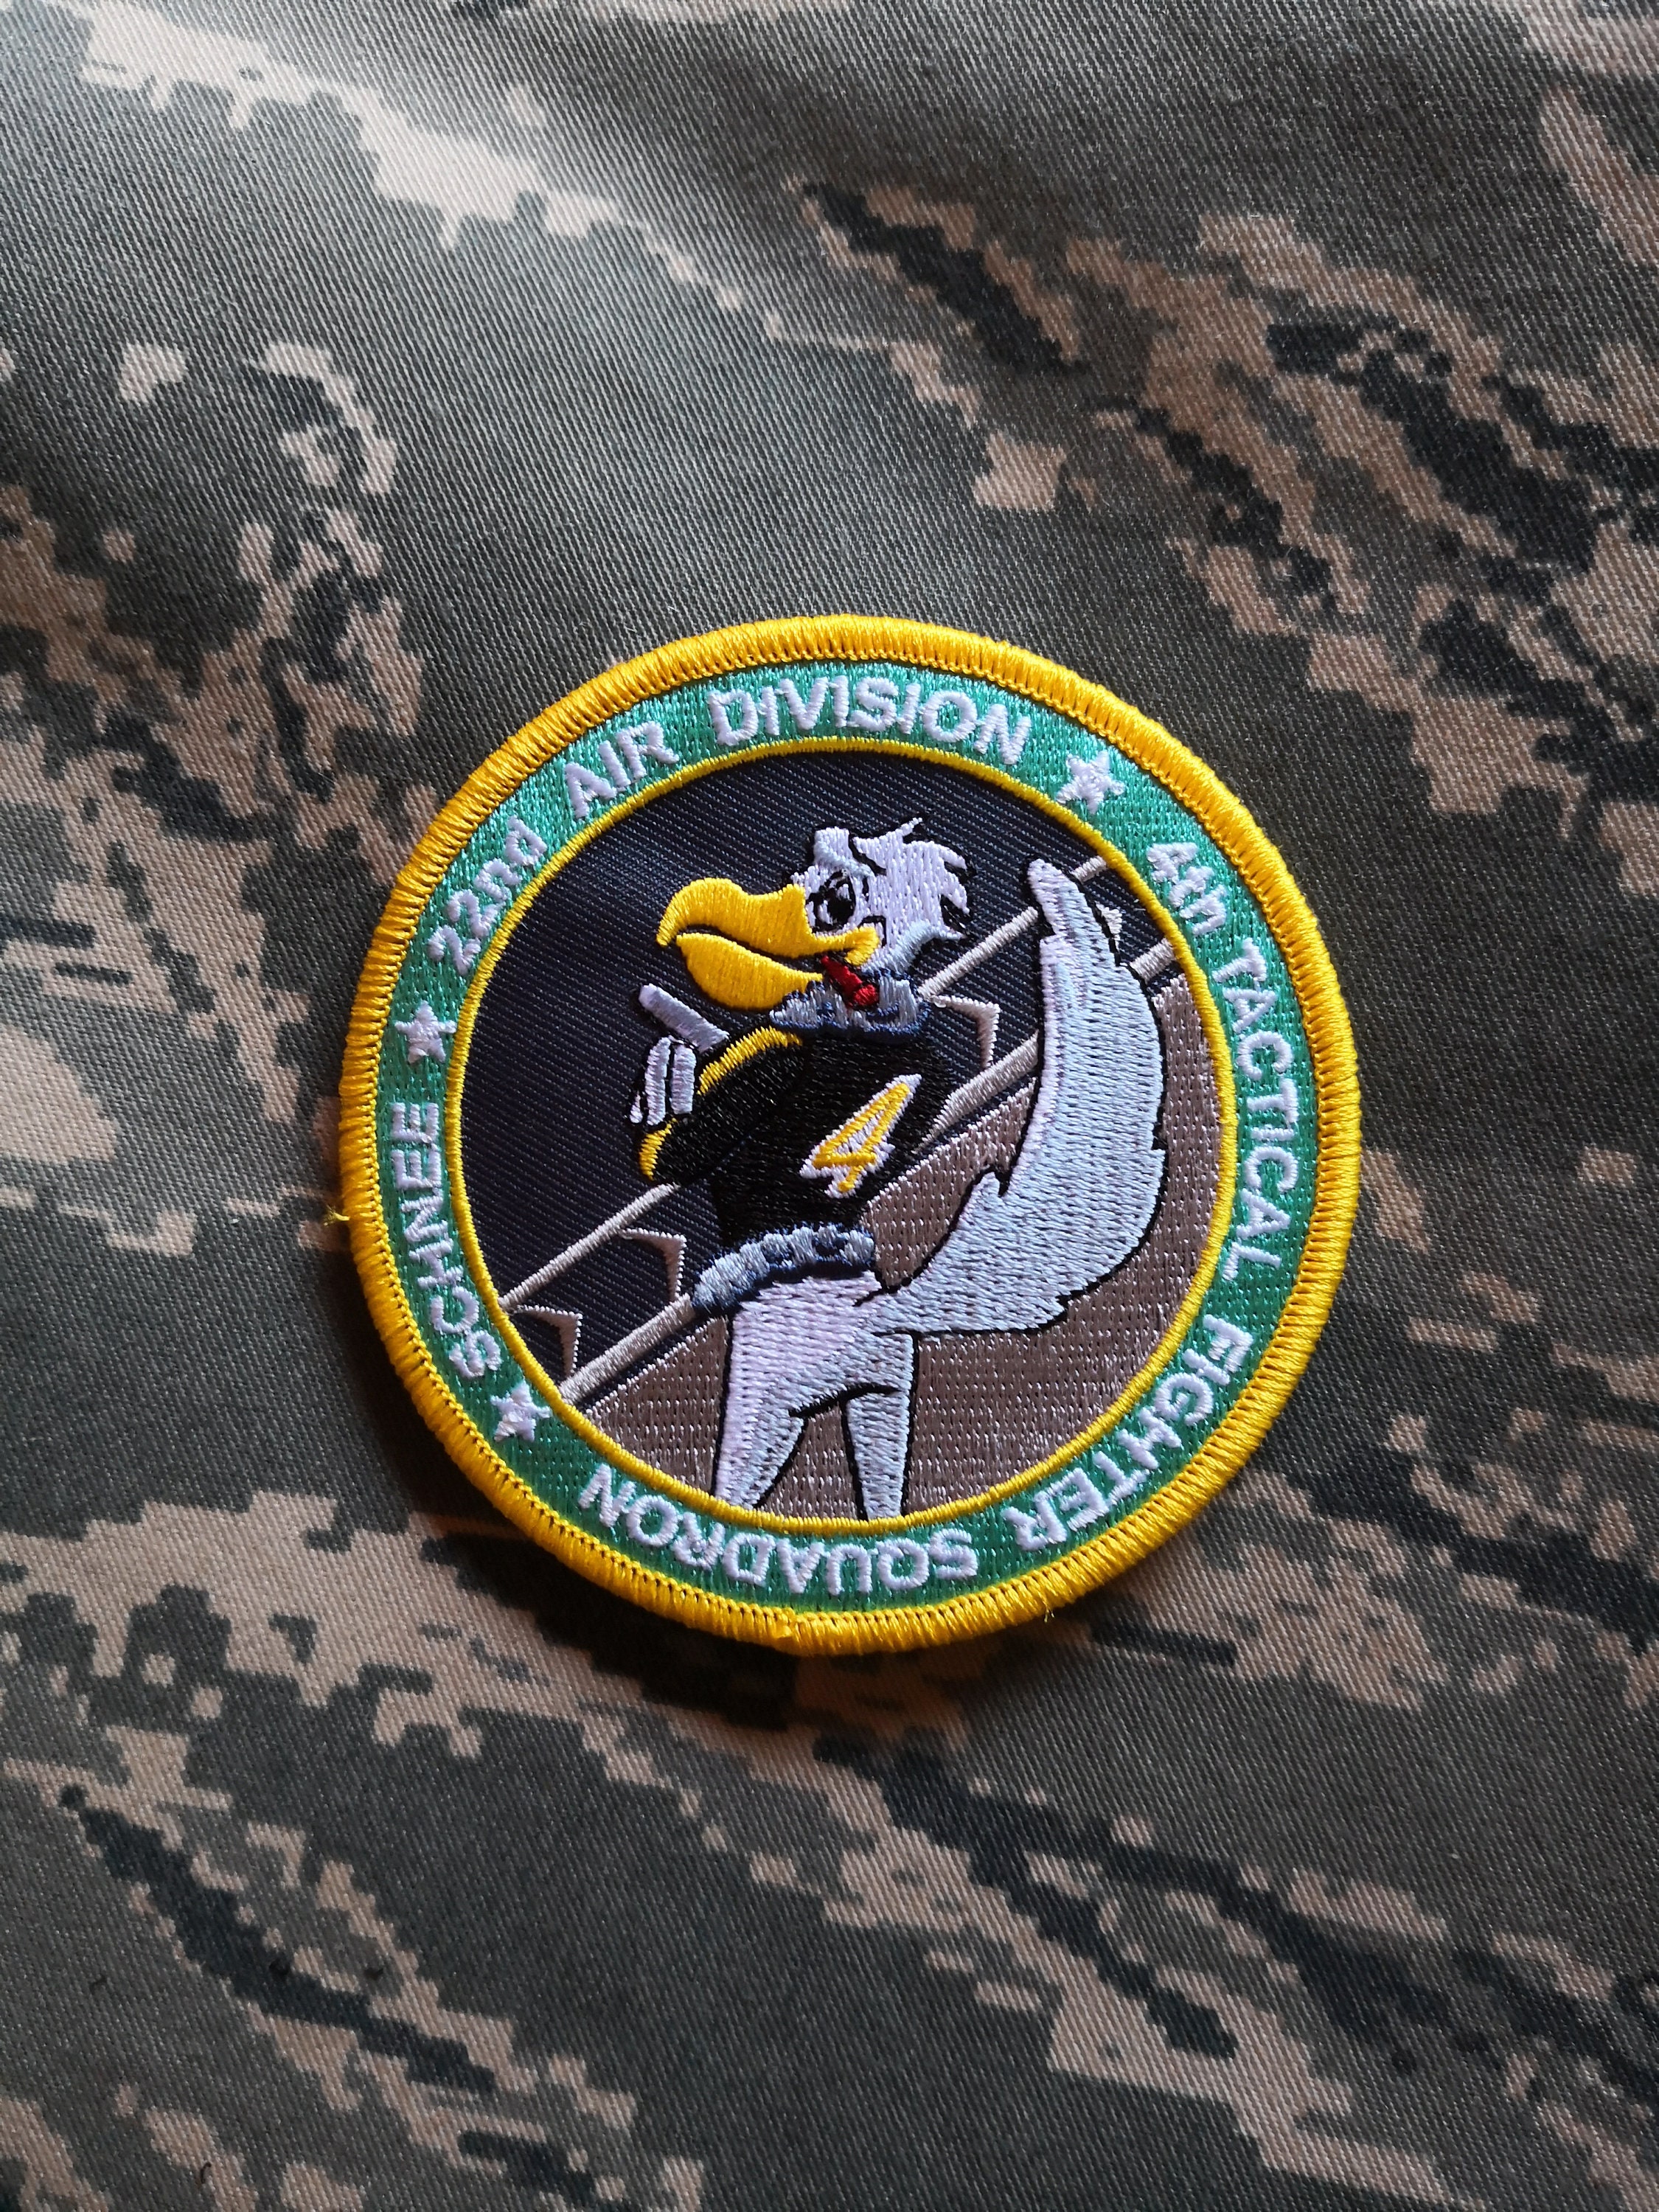 SCHNEE ★ 22nd AIR DIVISION ★ 4th TACTICAL FIGHTER SQUADRON ★
4